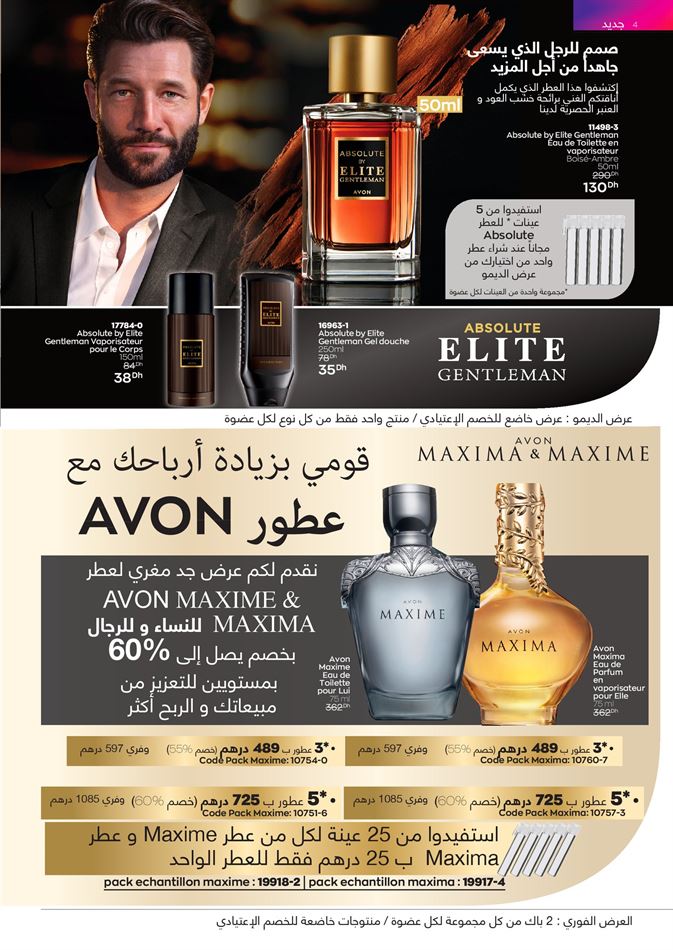 4 جديد
صمم للرجل الذي يسعى
جاهداً من أجل المزيد
إكتشفوا هذا العطر الذي يكمل
أناقتكم الغني برائحة خشب العود و
العنبر الحصرية لدينا
50ml
11498-3
Absolute by Elite Gentleman
Eau de Toilette en
vaporisateur
Boisé-Ambre
50ml
290Dh
130Dh
ABSOLUTE
BY
ELITE
GENTLEMAN
AVON
استفيدوا من 5
عينات * للعطر
Absolute
مجاناً عند شراء عطر
واحد من اختيارك من
عرض الديمو
*مجموعة واحدة من العينات لكل عضوة
17784-0
Absolute by Elite
Gentleman Vaporisateur
pour le Corps
150ml
84Dh
38Dh
16963-1
Absolute by Elite
Gentleman Gel douche
250ml
78Dh
35Dh
ABSOLUTE
ELITE
GENTLEMAN
عرض الديمو : عرض خاضع للخصم الإعتيادي / منتج واحد فقط من كل نوع لكل عضوة
AVON
MAXIMA & MAXIME
قومي بزيادة أرباحك مع
عطور AVON
نقدم لكم عرض جد مغري لعطر
AVON MAXIME &
MAXIMA للنساء و للرجال
بخصم يصل إلى 60%
بمستويين للتعزيز من
مبيعاتك و الربح أكثر
AVON
MAXIME
AVON
MAXIMA
Avon
Maxime
Eau de
Toilette
pour Lui
75 ml
362Dh
Avon
Maxima
Eau de
Parfum
en
vaporisateur
pour Elle
75 ml
362Dh
3*عطور ب 489 درهم (خصم 55%) وفري 597 درهم
Code Pack Maxima: 10760-7
3*عطور ب 489 درهم (خصم 55%) وفري 597 درهم
Code Pack Maxime: 10754-0
5*عطور ب 725 درهم (خصم 60%) وفري 1085 درهم
Code Pack Maxima: 10757-3
5*عطور ب 725 درهم (خصم 60%) وفري 1085 درهم
Code Pack Maxime: 10751-6
استفيدوا من 25 عينة لكل من عطر Maxime و عطر
Maxima ب 25 درهم فقط للعطر الواحد
pack echantillon maxime : 19918-2 | pack echantillon maxima : 19917-4
العرض الفوري : 2 باك من كل مجموعة لكل عضوة / منتوجات خاضعة للخصم الإعتيادي